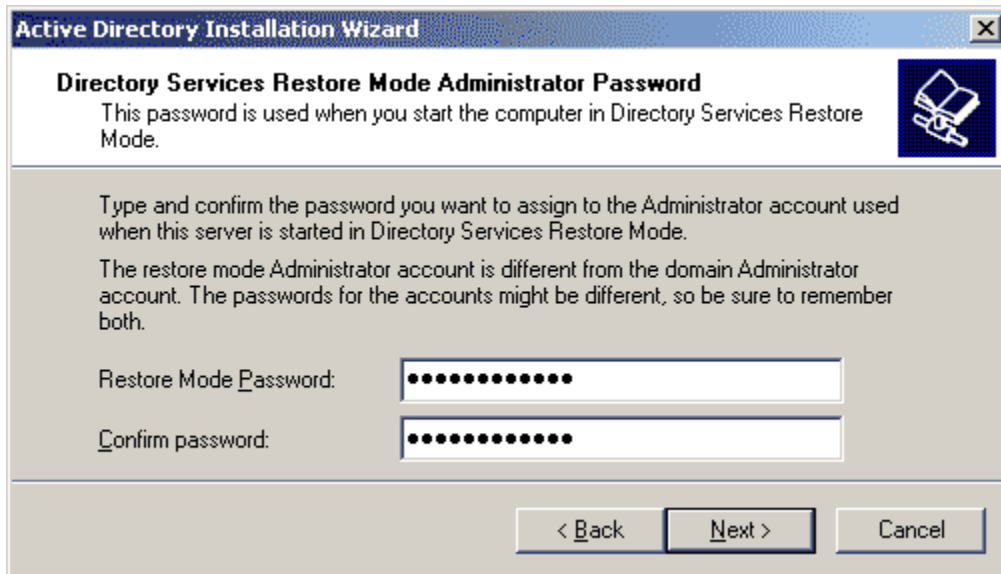 Active Directory Installation Wizard
Directory Services Restore Mode Administrator Password
This password is used when you start the computer in Directory Services Restore
Mode.
Type and confirm the password you want to assign to the Administrator account used
when this server is started in Directory Services Restore Mode.
The restore mode Administrator account is different from the domain Administrator
account. The passwords for the accounts might be different, so be sure to remember
both.
Restore Mode Password: ●●●●●●●●●●●●
Confirm password: ●●●●●●●●●●●●
< Back Next > Cancel